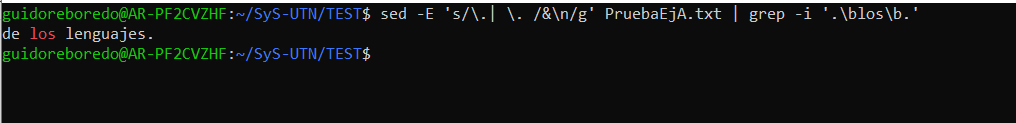 guidoreboredo@AR-PF2CVZHF:~/SyS-UTN/TEST$ sed -E 's/\.| \. /&\n/g' PruebaEjA.txt | grep -i '.\blos\b.'
de los lenguajes.
guidoreboredo@AR-PF2CVZHF:~/SyS-UTN/TEST$